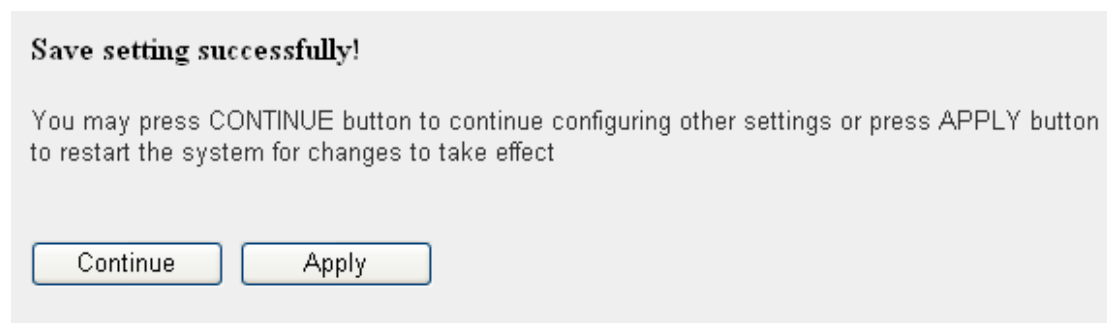 Save setting successfully!
You may press CONTINUE button to continue configuring other settings or press APPLY button
to restart the system for changes to take effect
Continue Apply